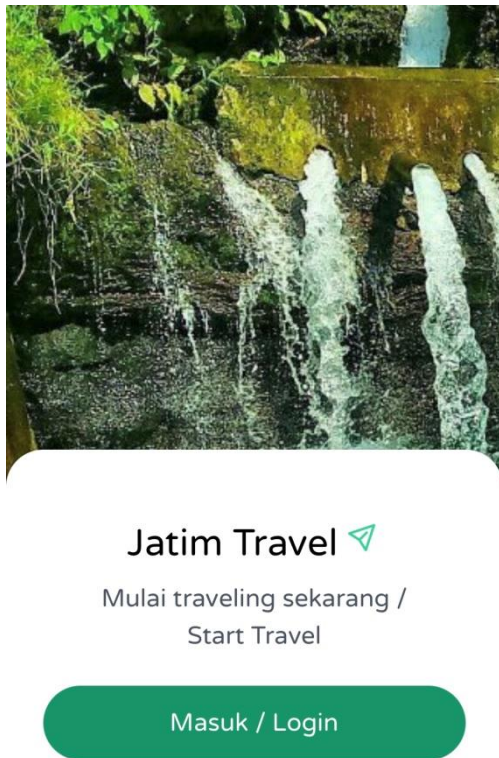 Jatim Travel
Mulai traveling sekarang /
Start Travel
Masuk / Login